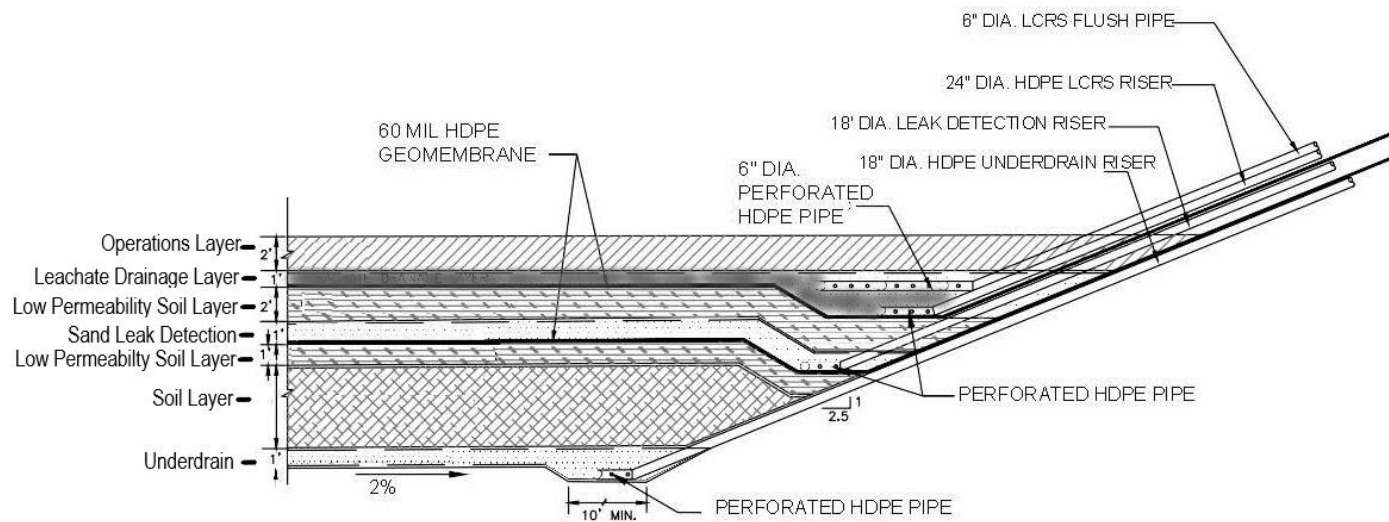 6" DIA. LCRS FLUSH PIPE
24" DIA. HDPE LCRS RISER
18' DIA. LEAK DETECTION RISER
18" DIA. HDPE UNDERDRAIN RISER
60 MIL HDPE
GEOMEMBRANE
6" DIA.
PERFORATED
HDPE PIPE
Operations Layer
2'
Leachate Drainage Layer
1'
Low Permeability Soil Layer
2'
Sand Leak Detection
1'
Low Permeabilty Soil Layer
1'
Soil Layer
PERFORATED HDPE PIPE
1
2.5
Underdrain
1'
2%
10' MIN.
PERFORATED HDPE PIPE